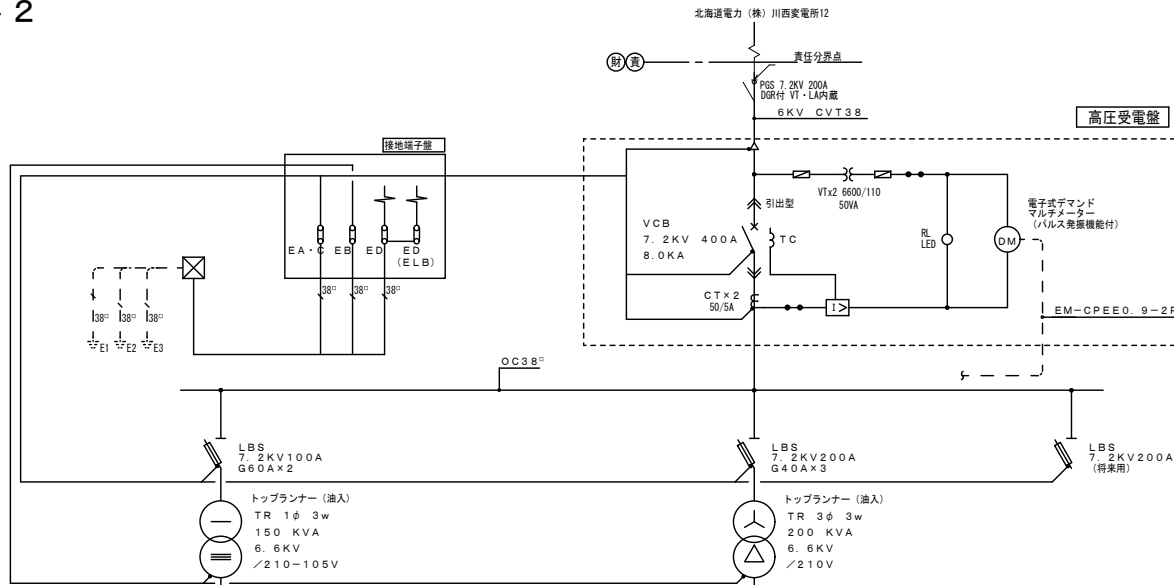 2
北海道電力（株）川西変電所12
財 責
責任分界点
PGS 7.2KV 200A
DGR付 VT・LA内蔵
6KV CVT38
高圧受電盤
接地端子盤
VTx2 6600/110
50VA
引出型
電子式デマンド
マルチメーター
（パルス発振機能付）
VCB
7.2KV 400A
8.0KA
TC
RL
LED
DM
EA・C EB ED ED
(ELB)
CT×2
50/5A
I>
38□ 38□ 38□
EM-CPEE0.9-2P
38□ 38□ 38□
E1 E2 E3
OC38□
LBS
7.2KV100A
G60A×2
LBS
7.2KV200A
G40A×3
LBS
7.2KV200A
（将来用）
トップランナー（油入）
TR 1φ 3w
150 KVA
6.6KV
／210-105V
トップランナー（油入）
TR 3φ 3w
200 KVA
6.6KV
／210V